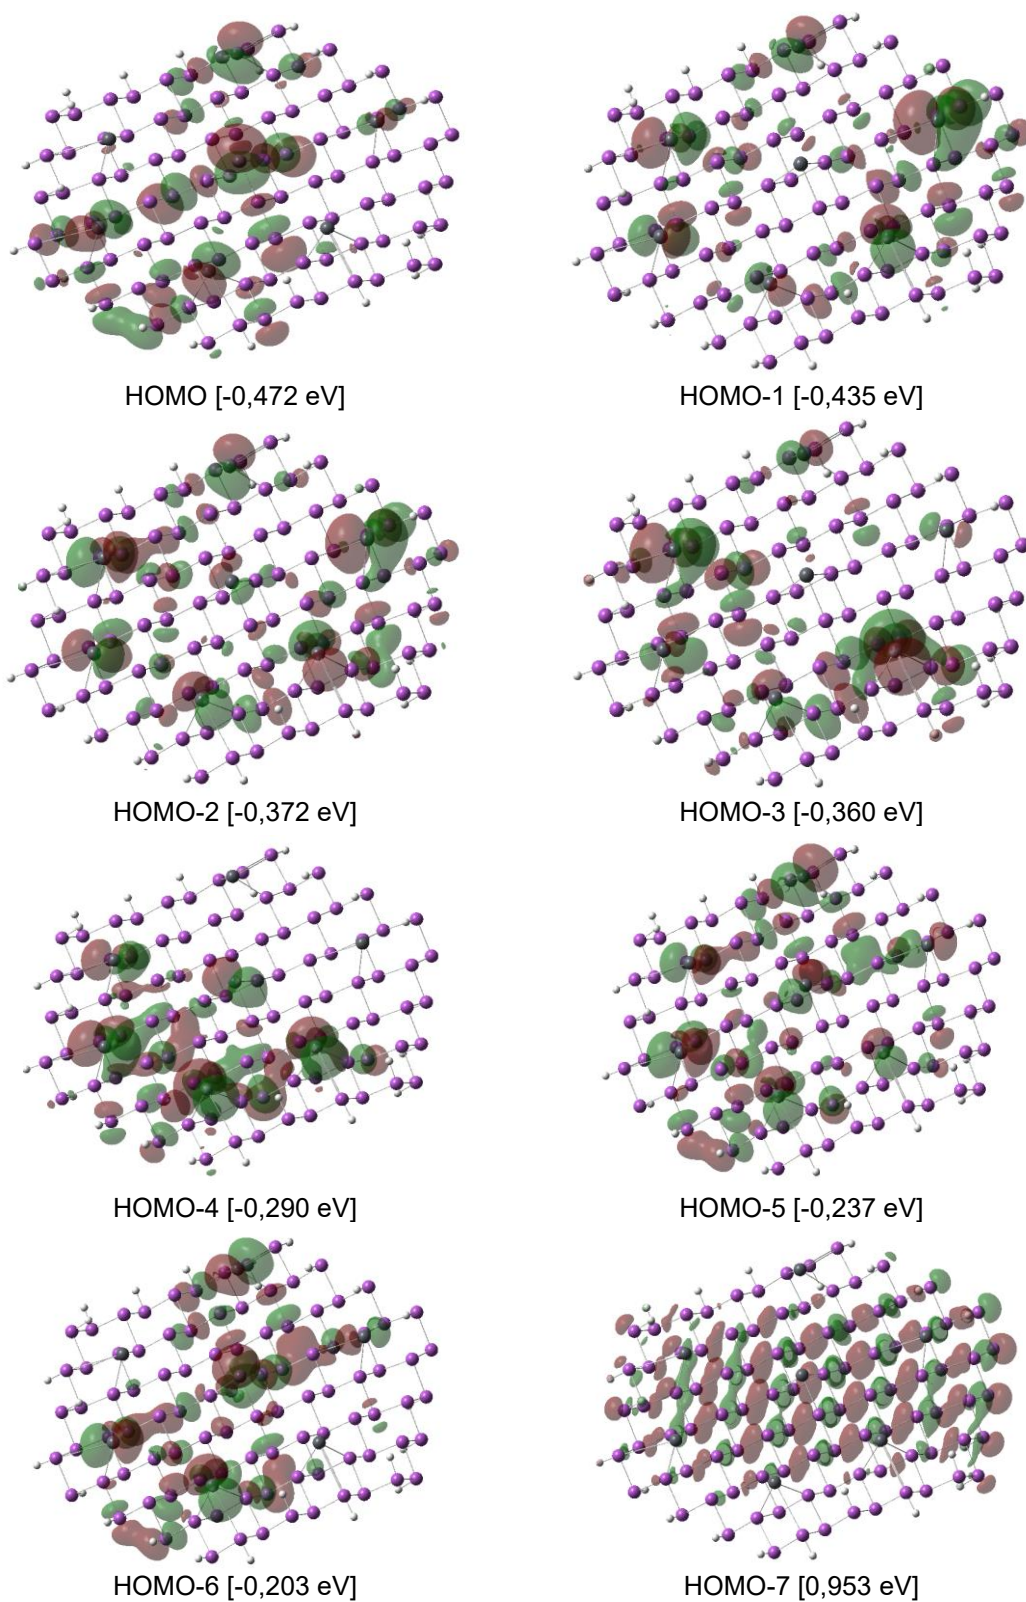 HOMO [-0,472 eV]
HOMO-1 [-0,435 eV]
HOMO-2 [-0,372 eV]
HOMO-3 [-0,360 eV]
HOMO-4 [-0,290 eV]
HOMO-5 [-0,237 eV]
HOMO-6 [-0,203 eV]
HOMO-7 [0,953 eV]